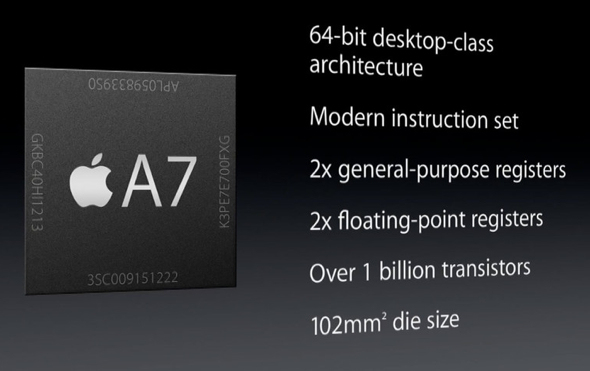 APL0598339S0
GKBC40HI1213
A7
K3PE7E700FXG
3SC009151222
64-bit desktop-class
architecture
Modern instruction set
2x general-purpose registers
2x floating-point registers
Over 1 billion transistors
102mm² die size